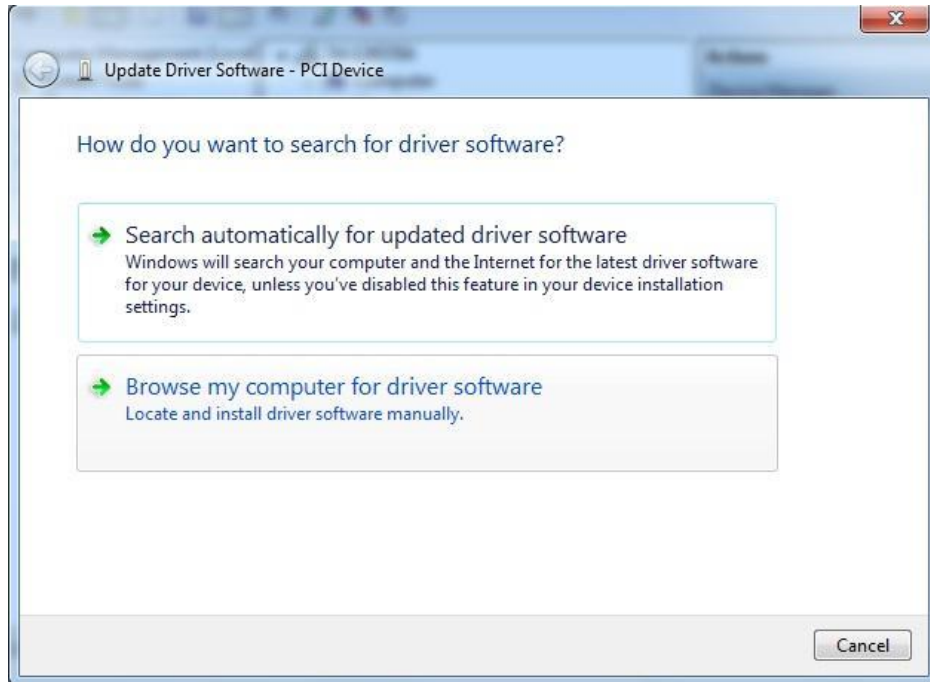 Update Driver Software - PCI Device
How do you want to search for driver software?
Search automatically for updated driver software
Windows will search your computer and the Internet for the latest driver software
for your device, unless you've disabled this feature in your device installation
settings.
Browse my computer for driver software
Locate and install driver software manually.
Cancel